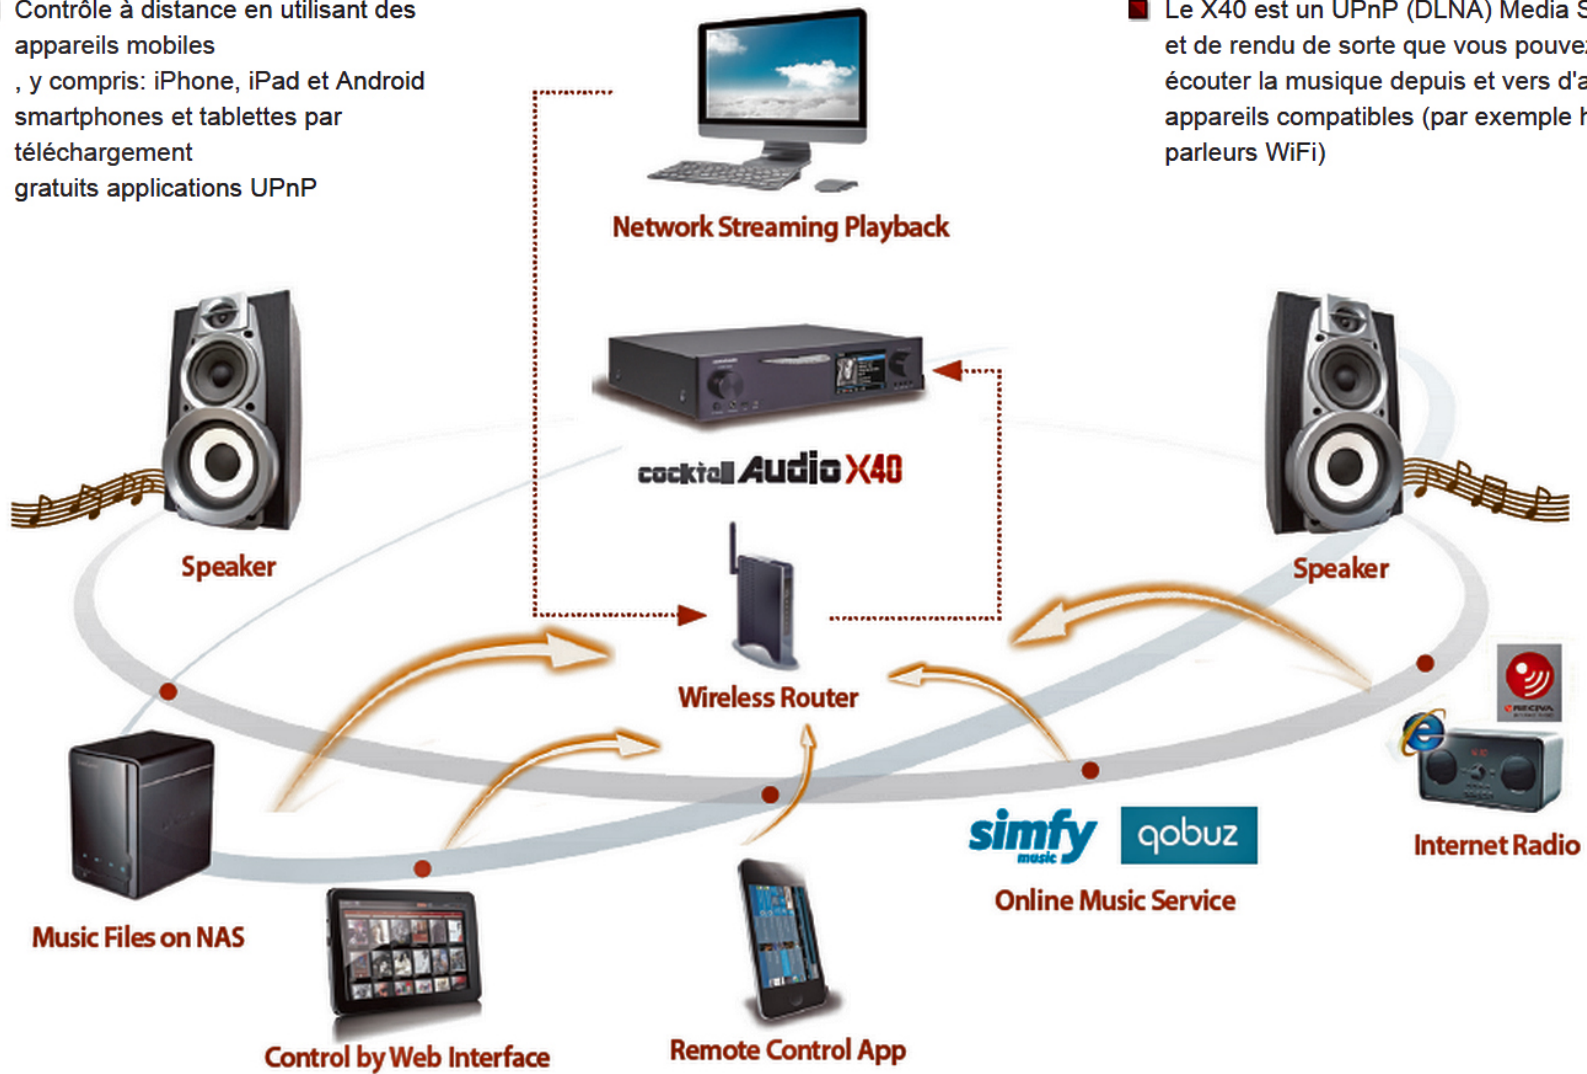 Contrôle à distance en utilisant des
appareils mobiles
, y compris: iPhone, iPad et Android
smartphones et tablettes par
téléchargement
gratuits applications UPnP
Le X40 est un UPnP (DLNA) Media
et de rendu de sorte que vous pouvez
écouter la musique depuis et vers
appareils compatibles (par exemple
parleurs WiFi)
Network Streaming Playback
cocktail Audio X40
Speaker
Speaker
Wireless Router
RECIVA
simfy
music
qobuz
Internet Radio
Online Music Service
Music Files on NAS
Control by Web Interface
Remote Control App